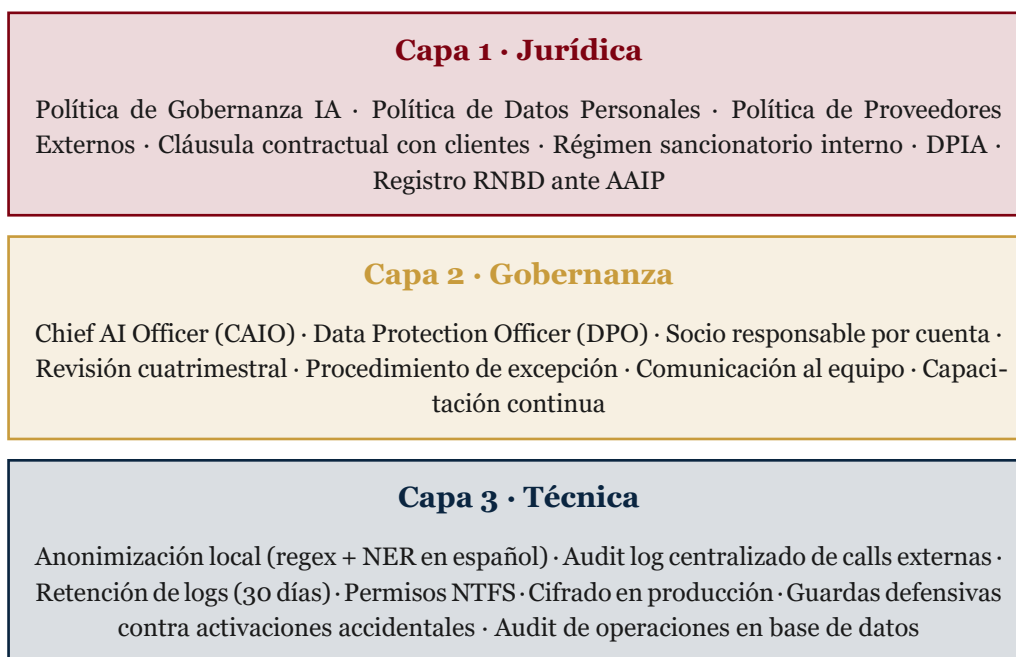 Capa 1 · Jurídica
Política de Gobernanza IA · Política de Datos Personales · Política de Proveedores
Externos · Cláusula contractual con clientes · Régimen sancionatorio interno · DPIA ·
Registro RNBD ante AAIP
Capa 2 · Gobernanza
Chief AI Officer (CAIO) · Data Protection Officer (DPO) · Socio responsable por cuenta ·
Revisión cuatrimestral · Procedimiento de excepción · Comunicación al equipo · Capaci-
tación continua
Capa 3 · Técnica
Anonimización local (regex + NER en español) · Audit log centralizado de calls externas ·
Retención de logs (30 días) · Permisos NTFS · Cifrado en producción · Guardas defensivas
contra activaciones accidentales · Audit de operaciones en base de datos